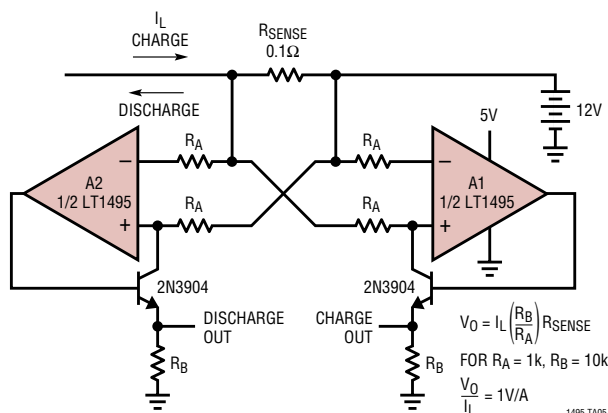 I_L
CHARGE
R_SENSE
0.1Ω
DISCHARGE
12V
5V
R_A
R_A
A2
1/2 LT1495
−
+
−
+
A1
1/2 LT1495
R_A
R_A
2N3904
2N3904
DISCHARGE
OUT
CHARGE
OUT
R_B
R_B
V_O = I_L (R_B/R_A) R_SENSE
FOR R_A = 1k, R_B = 10k
V_O/I_L = 1V/A
1495 TA05